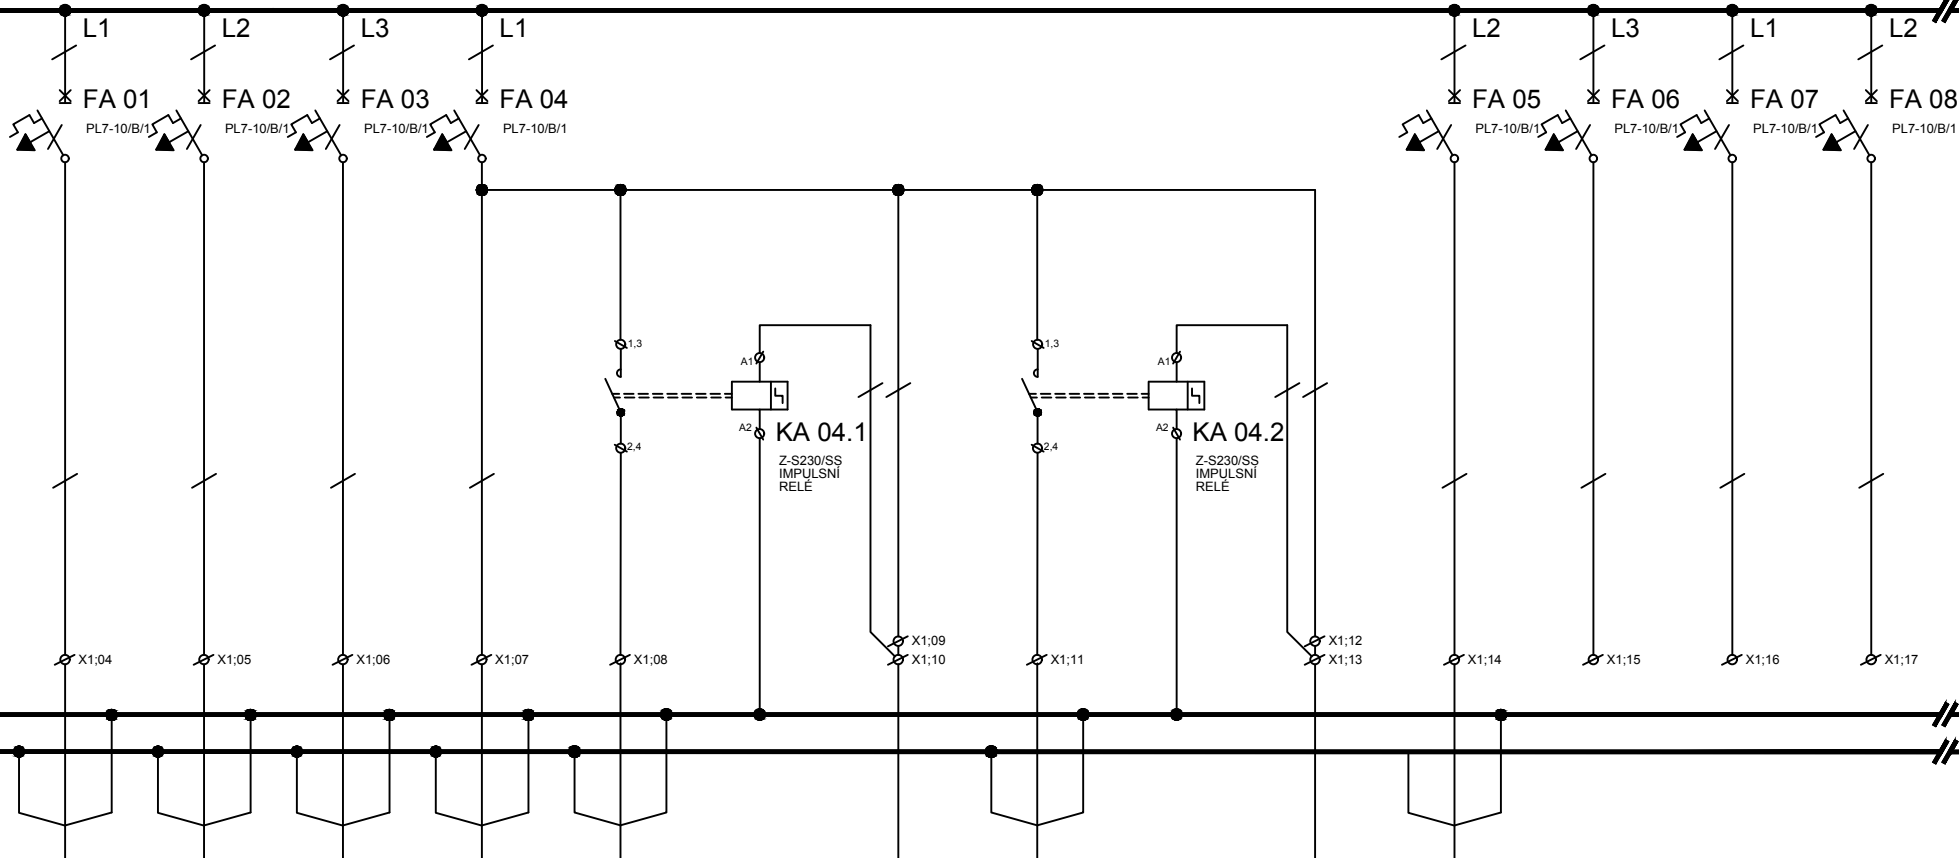 L1
L2
L3
L1
L2
L3
L1
L2
FA 01
FA 02
FA 03
FA 04
FA 05
FA 06
FA 07
FA 08
PL7-10/B/1
PL7-10/B/1
PL7-10/B/1
PL7-10/B/1
PL7-10/B/1
PL7-10/B/1
PL7-10/B/1
PL7-10/B/1
1,3
A1
1,3
A1
2,4
A2
KA 04.1
Z-S230/SS
IMPULSNÍ
RELÉ
2,4
A2
KA 04.2
Z-S230/SS
IMPULSNÍ
RELÉ
X1;09
X1;12
X1;04
X1;05
X1;06
X1;07
X1;08
X1;10
X1;11
X1;13
X1;14
X1;15
X1;16
X1;17